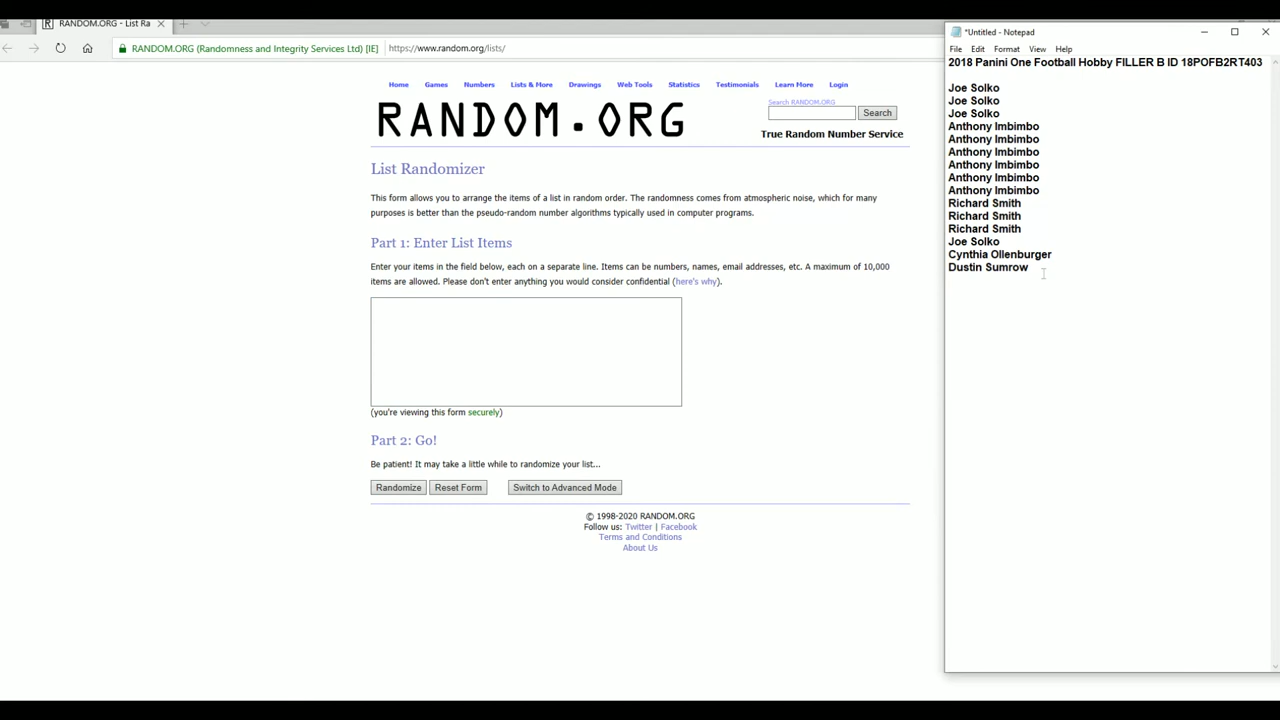 RANDOM.ORG - List Ra
RANDOM.ORG (Randomness and Integrity Services Ltd) [IE]
https://www.random.org/lists/
Home Games Numbers Lists & More Drawings Web Tools Statistics Testimonials Learn More Login
RANDOM.ORG
Search RANDOM.ORG
Search
True Random Number Service
List Randomizer
This form allows you to arrange the items of a list in random order. The randomness comes from atmospheric noise, which for many
purposes is better than the pseudo-random number algorithms typically used in computer programs.
Part 1: Enter List Items
Enter your items in the field below, each on a separate line. Items can be numbers, names, email addresses, etc. A maximum of 10,000
items are allowed. Please don't enter anything you would consider confidential (here's why).
(you're viewing this form securely)
Part 2: Go!
Be patient! It may take a little while to randomize your list...
Randomize Reset Form Switch to Advanced Mode
© 1998-2020 RANDOM.ORG
Follow us: Twitter | Facebook
Terms and Conditions
About Us
*Untitled - Notepad
File Edit Format View Help
2018 Panini One Football Hobby FILLER B ID 18POFB2RT403
Joe Solko
Joe Solko
Joe Solko
Anthony Imbimbo
Anthony Imbimbo
Anthony Imbimbo
Anthony Imbimbo
Anthony Imbimbo
Anthony Imbimbo
Richard Smith
Richard Smith
Richard Smith
Joe Solko
Cynthia Ollenburger
Dustin Sumrow